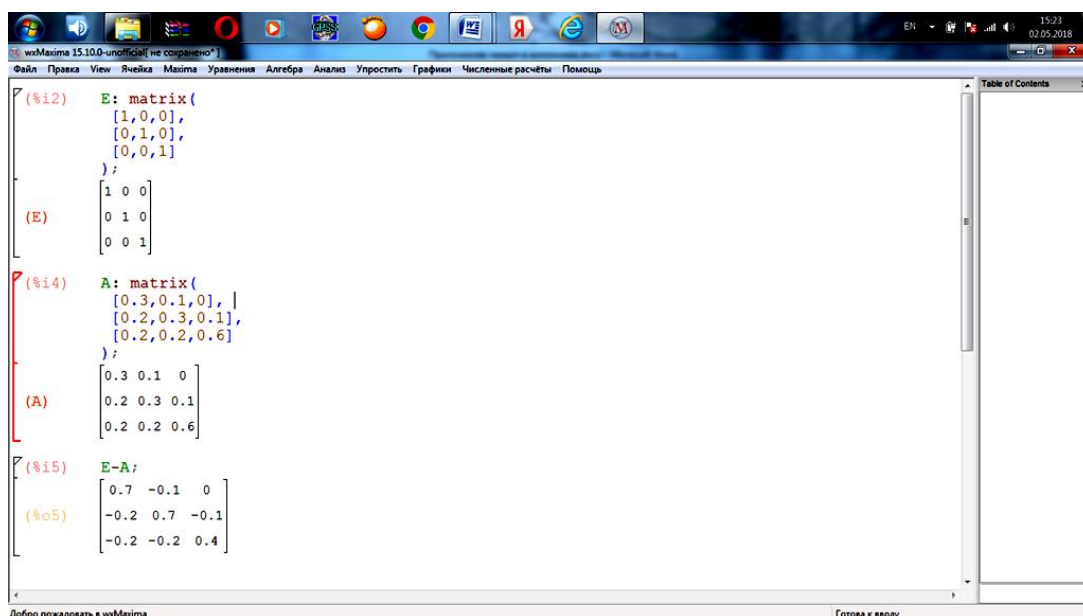 EN
15:23
02.05.2018
wxMaxima 15.10.0-unofficial[ не сохранено* ]
Файл Правка View Ячейка Maxima Уравнения Алгебра Анализ Упростить Графики Численные расчёты Помощь
Table of Contents
(%i2) E: matrix(
[1,0,0],
[0,1,0],
[0,0,1]
);
1 0 0
(E) 0 1 0
0 0 1
(%i4) A: matrix(
[0.3,0.1,0],
[0.2,0.3,0.1],
[0.2,0.2,0.6]
);
0.3 0.1 0
(A) 0.2 0.3 0.1
0.2 0.2 0.6
(%i5) E-A;
0.7 -0.1 0
(%o5) -0.2 0.7 -0.1
-0.2 -0.2 0.4
Добро пожаловать в wxMaxima
Готова к вводу